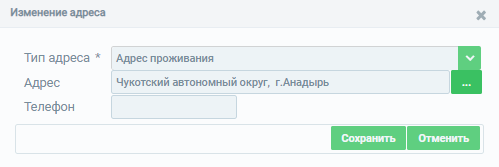 Изменение адреса
Тип адреса * Адрес проживания
Адрес Чукотский автономный округ, г.Анадырь ...
Телефон
Сохранить Отменить